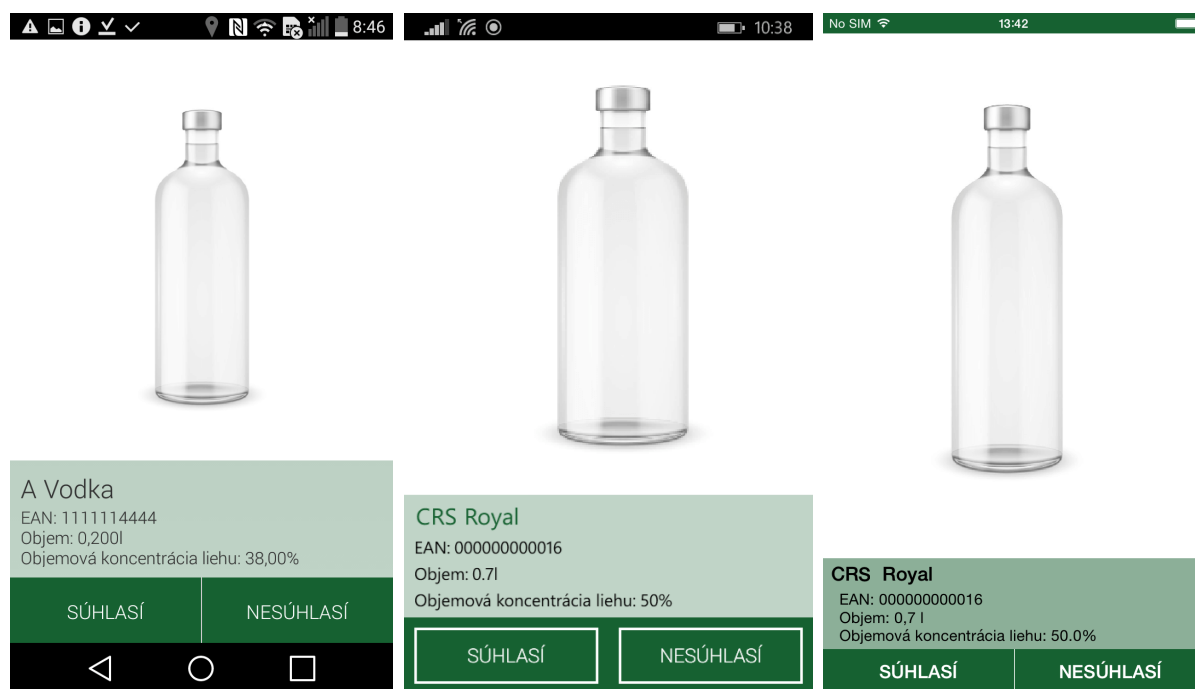 8:46
A Vodka
EAN: 1111114444
Objem: 0,200l
Objemová koncentrácia liehu: 38,00%
SÚHLASÍ
NESÚHLASÍ
10:38
CRS Royal
EAN: 000000000016
Objem: 0.7l
Objemová koncentrácia liehu: 50%
SÚHLASÍ
NESÚHLASÍ
No SIM
13:42
CRS Royal
EAN: 000000000016
Objem: 0,7 l
Objemová koncentrácia liehu: 50.0%
SÚHLASÍ
NESÚHLASÍ